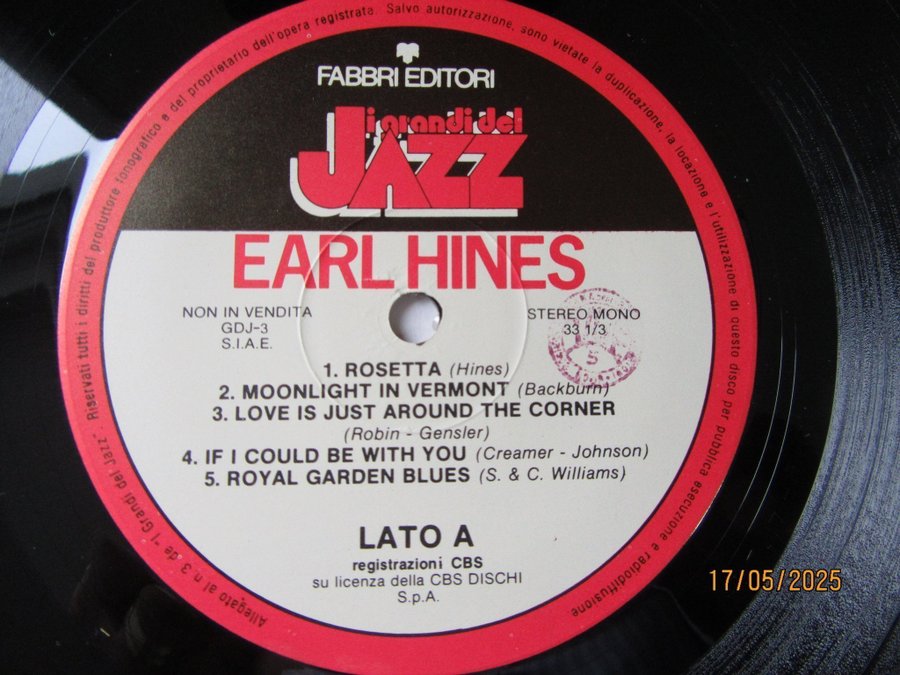 Allegato al n. 3 de "I Grandi del Jazz" - Riservati tutti i diritti del produttore fonografico e del proprietario dell'opera registrata. Salvo autorizzazione, sono vietate la duplicazione, la locazione e l'utilizzazione di questo disco per pubblica esecuzione e radiodiffusione
FABBRI EDITORI
i grandi del
JAZZ
EARL HINES
NON IN VENDITA
GDJ-3
S.I.A.E.
STEREO MONO
33 1/3
S
1. ROSETTA (Hines)
2. MOONLIGHT IN VERMONT (Backburn)
3. LOVE IS JUST AROUND THE CORNER
(Robin - Gensler)
4. IF I COULD BE WITH YOU (Creamer - Johnson)
5. ROYAL GARDEN BLUES (S. & C. Williams)
LATO A
registrazioni CBS
su licenza della CBS DISCHI
S.p.A.
17/05/2025